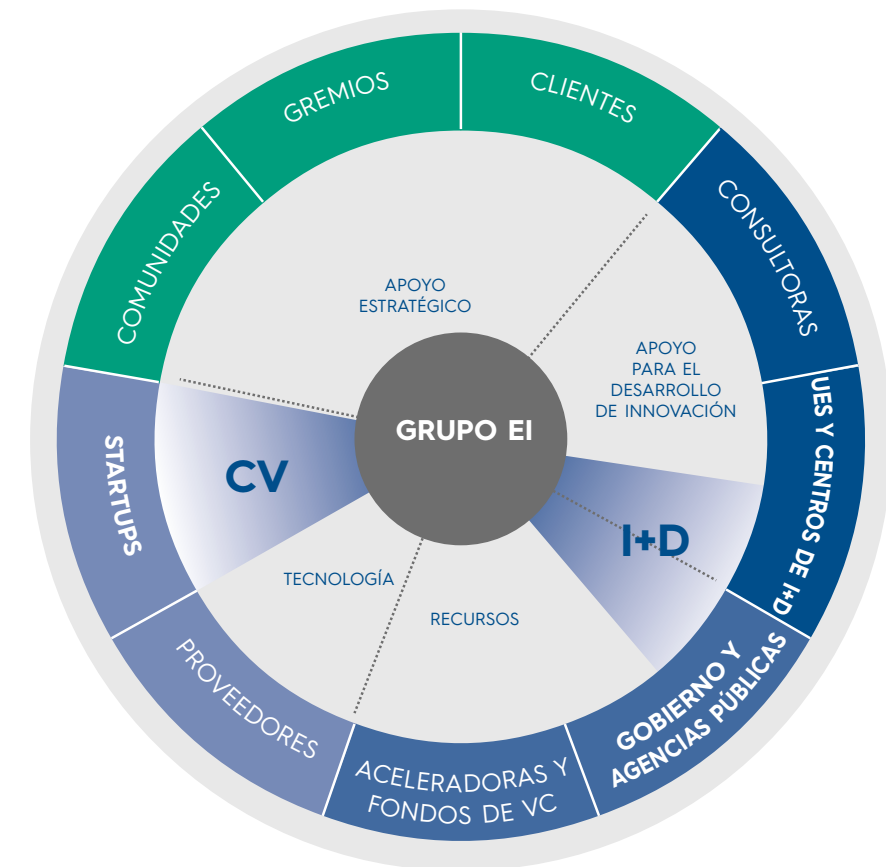 GREMIOS
CLIENTES
COMUNIDADES
CONSULTORAS
APOYO
ESTRATÉGICO
APOYO
PARA EL
DESARROLLO
DE INNOVACIÓN
GRUPO EI
UES Y CENTROS DE I+D
STARTUPS
CV
I+D
TECNOLOGÍA
RECURSOS
PROVEEDORES
GOBIERNO Y
AGENCIAS PÚBLICAS
ACELERADORAS Y
FONDOS DE VC